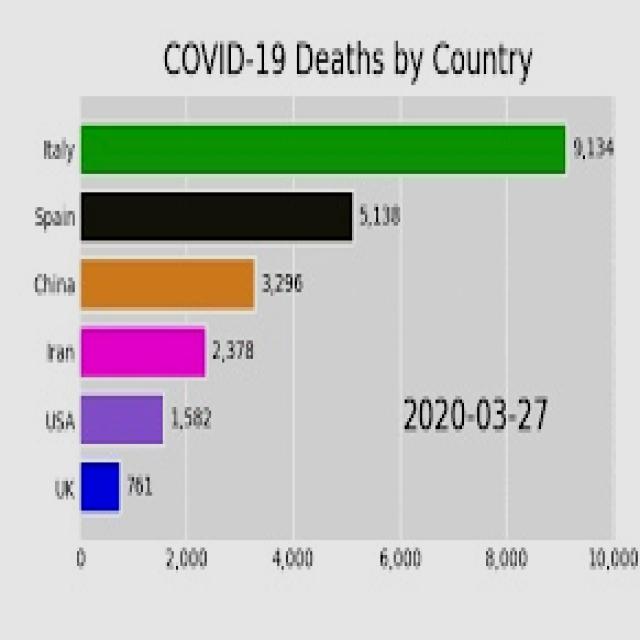 COVID-19 Deaths by Country
Italy 9,134
Spain 5,138
China 3,296
Iran 2,378
USA 1,582
2020-03-27
UK 761
0 2,000 4,000 6,000 8,000 10,000